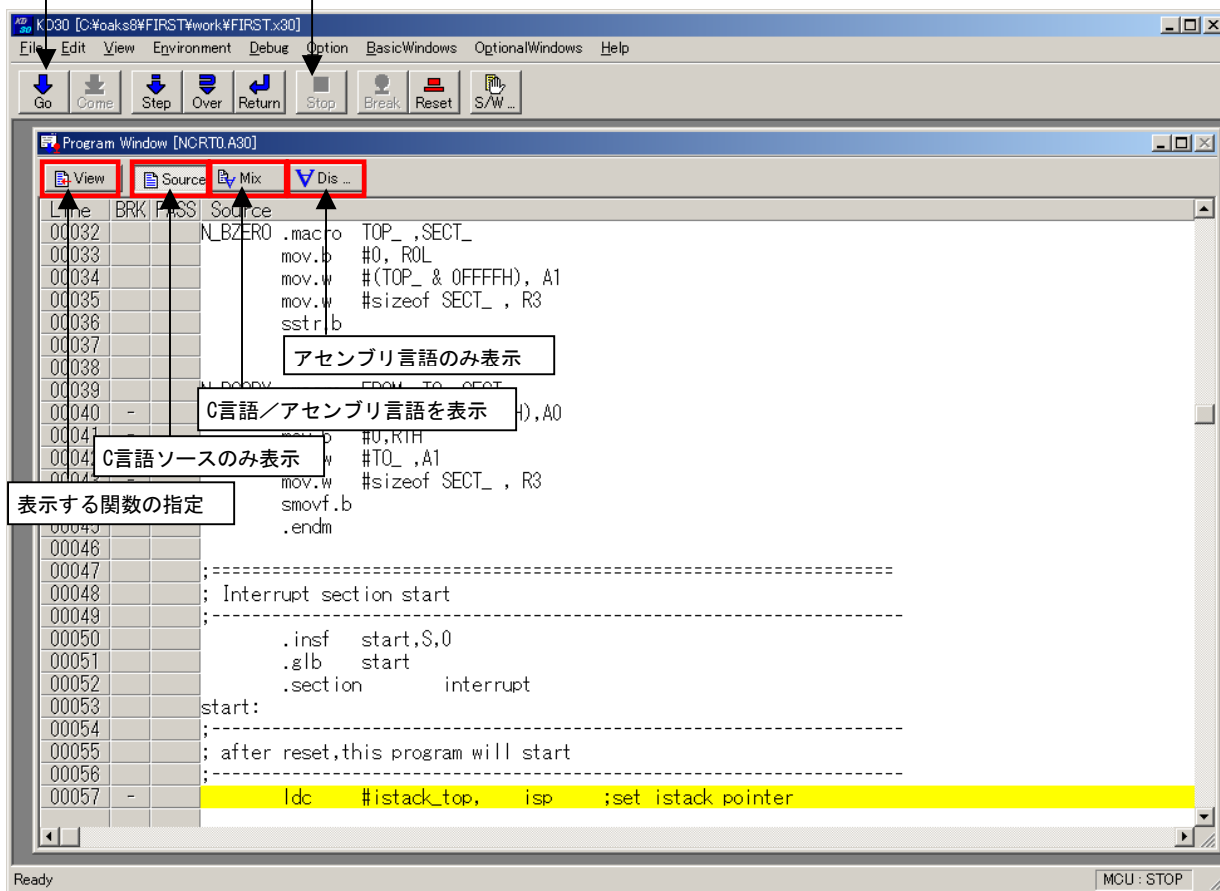 KD30 [C:¥oaks8¥FIRST¥work¥FIRST.x30]
File Edit View Environment Debug Option BasicWindows OptionalWindows Help
Go Come Step Over Return Stop Break Reset S/W ...
Program Window [NCRT0.A30]
View Source Mix Dis ...
Line BRK PASS Source
00032 N_BZERO .macro TOP_ ,SECT_
00033 mov.b #0, R0L
00034 mov.w #(TOP_ & 0FFFFH), A1
00035 mov.w #sizeof SECT_ , R3
00036 sstr.b
00037
アセンブリ言語のみ表示
00038
00039
00040 - H),A0
C言語／アセンブリ言語を表示
00041 - #0,R1H
00042 #TO_ ,A1
C言語ソースのみ表示
mov.w #sizeof SECT_ , R3
smovf.b
表示する関数の指定
00045 .endm
00046
00047 ;============================================================================
00048 ; Interrupt section start
00049 ;-----------------------------------------------------------------------------
00050 .insf start,S,0
00051 .glb start
00052 .section interrupt
00053 start:
00054 ;-----------------------------------------------------------------------------
00055 ; after reset,this program will start
00056 ;-----------------------------------------------------------------------------
00057 - ldc #istack_top, isp ;set istack pointer
Ready MCU : STOP